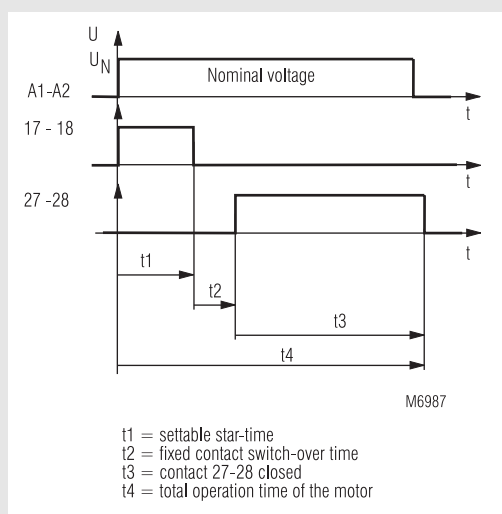 U
UN
Nominal voltage
A1-A2
t
17 - 18
t
27 -28
t
t1
t2
t3
t4
M6987
t1 = settable star-time
t2 = fixed contact switch-over time
t3 = contact 27-28 closed
t4 = total operation time of the motor